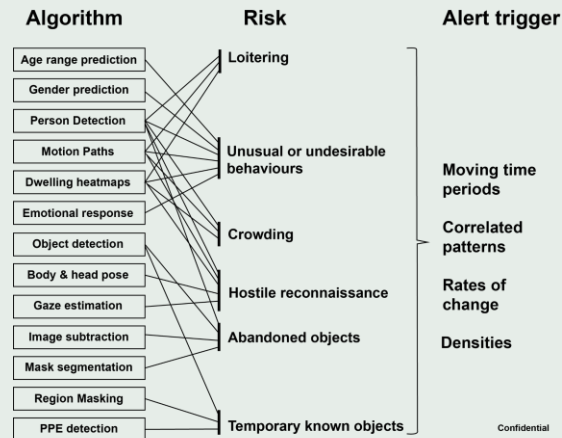 Algorithm
Risk
Alert trigger
Age range prediction
Gender prediction
Person Detection
Motion Paths
Dwelling heatmaps
Emotional response
Object detection
Body & head pose
Gaze estimation
Image subtraction
Mask segmentation
Region Masking
PPE detection
Loitering
Unusual or undesirable
behaviours
Crowding
Hostile reconnaissance
Abandoned objects
Temporary known objects
Moving time
periods
Correlated
patterns
Rates of
change
Densities
Confidential